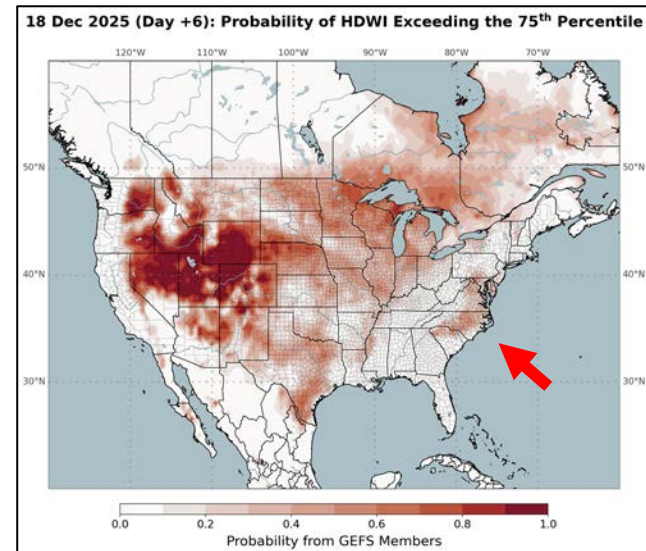 18 Dec 2025 (Day +6): Probability of HDWI Exceeding the 75th Percentile
120°W 110°W 100°W 90°W 80°W 70°W
50°N 50°N
40°N 40°N
30°N 30°N
0.0 0.2 0.4 0.6 0.8 1.0
Probability from GEFS Members